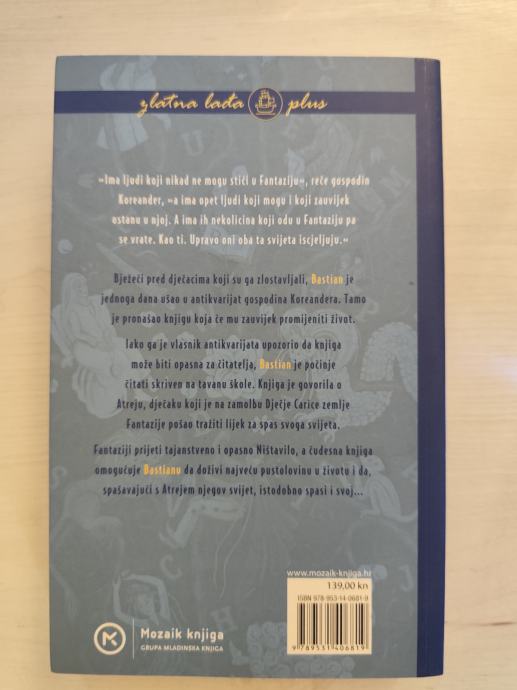 zlatna lađa plus
»Ima ljudi koji nikad ne mogu stići u Fantaziju«, reče gospodin
Koreander, »a ima opet ljudi koji mogu i koji zauvijek
ostanu u njoj. A ima ih nekolicina koji odu u Fantaziju pa
se vrate. Kao ti. Upravo oni oba ta svijeta iscjeljuju.«
Bježeći pred dječacima koji su ga zlostavljali, Bastian je
jednoga dana ušao u antikvarijat gospodina Koreandera. Tamo
je pronašao knjigu koja će mu zauvijek promijeniti život.
Iako ga je vlasnik antikvarijata upozorio da knjiga
može biti opasna za čitatelja, Bastian je počinje
čitati skriven na tavanu škole. Knjiga je govorila o
Atreju, dječaku koji je na zamolbu Dječje Carice zemlje
Fantazije pošao tražiti lijek za spas svoga svijeta.
Fantaziji prijeti tajanstveno i opasno Ništavilo, a čudesna knjiga
omogućuje Bastianu da doživi najveću pustolovinu u životu i da,
spašavajući s Atrejem njegov svijet, istodobno spasi i svoj...
www.mozaik-knjiga.hr
139,00 kn
ISBN 978-953-14-0681-9
9 789531 406819
Mozaik knjiga
GRUPA MLADINSKA KNJIGA